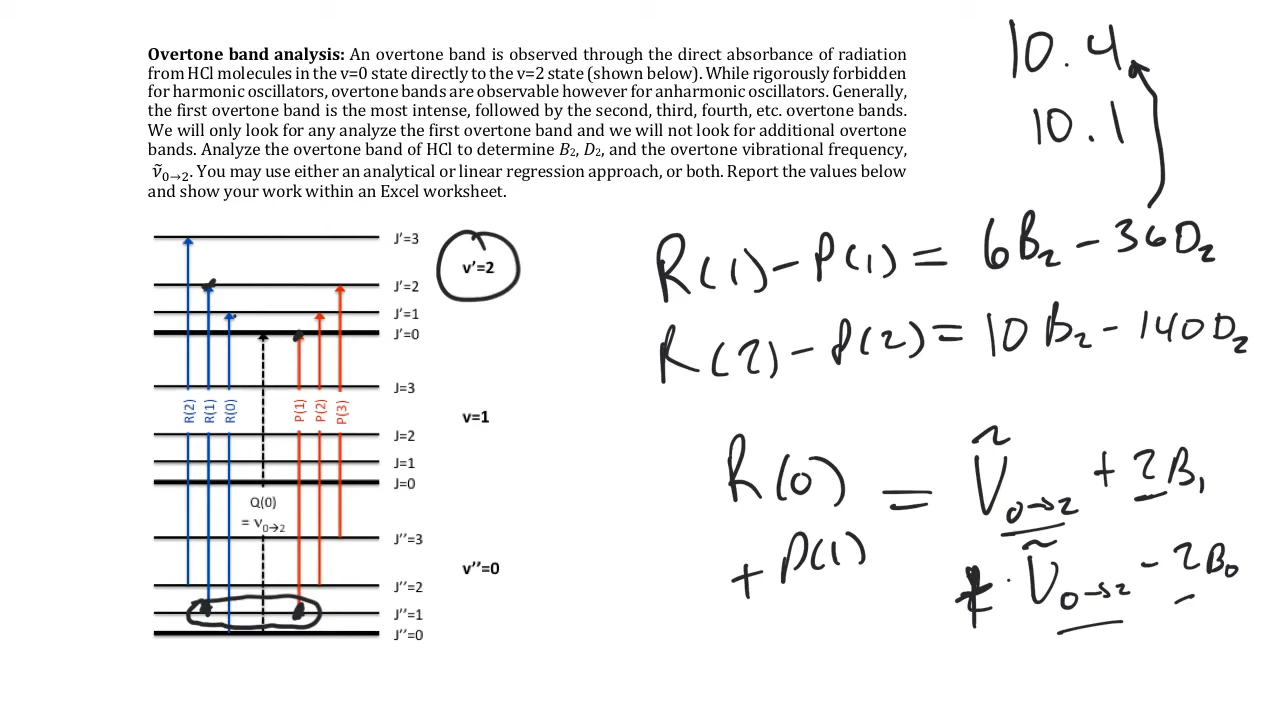 Overtone band analysis: An overtone band is observed through the direct absorbance of radiation
from HCl molecules in the v=0 state directly to the v=2 state (shown below). While rigorously forbidden
for harmonic oscillators, overtone bands are observable however for anharmonic oscillators. Generally,
the first overtone band is the most intense, followed by the second, third, fourth, etc. overtone bands.
We will only look for any analyze the first overtone band and we will not look for additional overtone
bands. Analyze the overtone band of HCl to determine B₂, D₂, and the overtone vibrational frequency,
ṽ₀→₂. You may use either an analytical or linear regression approach, or both. Report the values below
and show your work within an Excel worksheet.
10.4
10.1
R(1) - P(1) = 6B₂ - 36D₂
R(2) - P(2) = 10B₂ - 140D₂
R(0) = ṽ₀→₂ + 2B₁
+ P(1) + ṽ₀→₂ - 2B₀
J'=3
v'=2
J'=2
J'=1
J'=0
J=3
R(2) R(1) R(0) P(1) P(2) P(3)
v=1
J=2
J=1
J=0
Q(0)
= ν₀→₂
J''=3
v''=0
J''=2
J''=1
J''=0